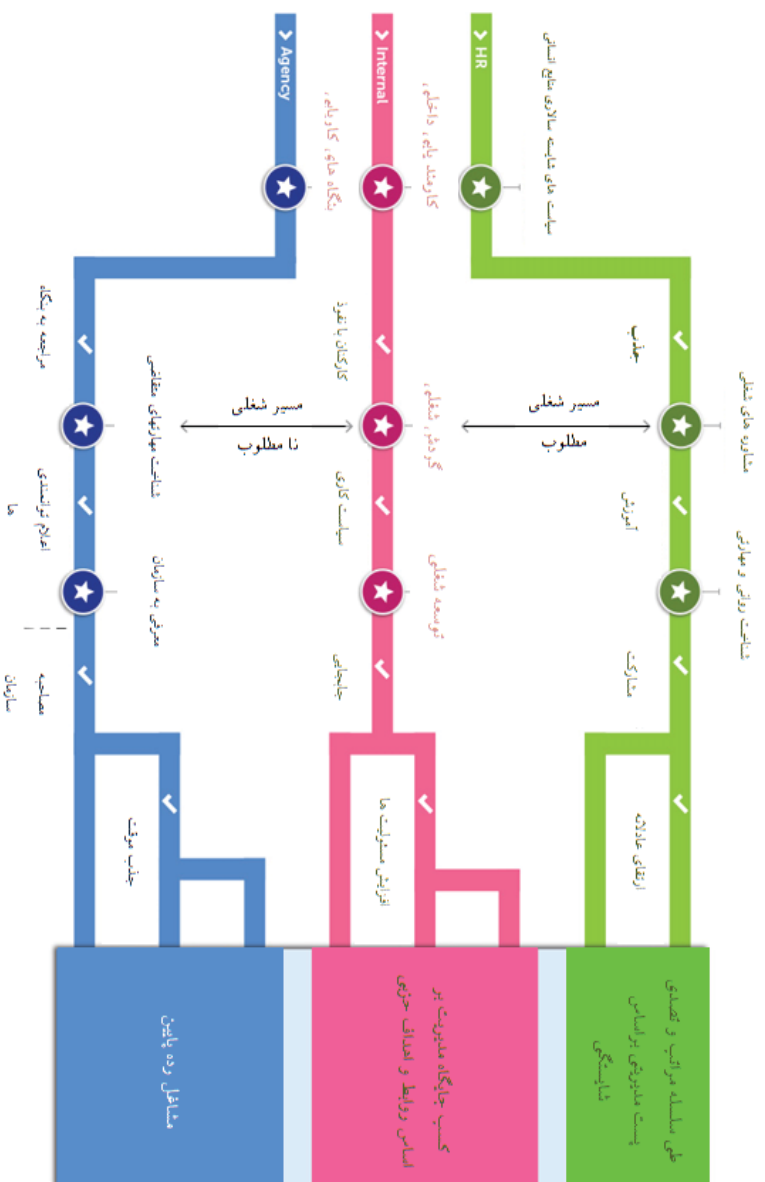 HR
سیاست های شایسته سالاری منابع انسانی
جذب
مشاوره های شغلی
آموزش
شناخت روانی و مهارتی
مشارکت
ارتقای عادلانه
طی سلسله مراتب و تصدی
پست مدیریتی براساس
شایستگی
مسیر شغلی
مطلوب
Internal
کارمند یابی داخلی
کارکنان با نفوذ
گردش شغلی
سیاست کاری
توسعه شغلی
جابجایی
افزایش مسئولیت ها
کسب جایگاه مدیریت بر
اساس روابط و اهداف حزبی
مسیر شغلی
نا مطلوب
Agency
بنگاه های کاریابی
مراجعه به بنگاه
شناخت مهارتهای متقاضی
اعلام توانمندی
ها
معرفی به سازمان
مصاحبه
سازمان
جذب موقت
مشاغل رده پایین